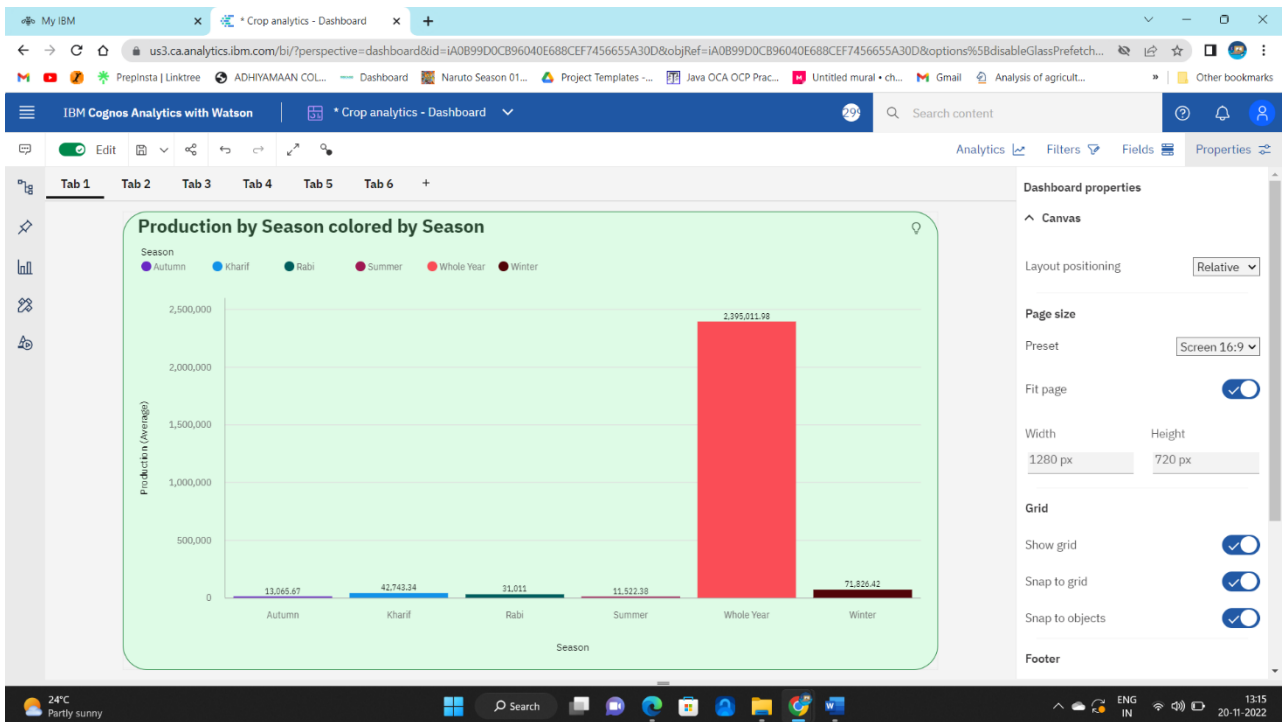 My IBM
* Crop analytics - Dashboard
us3.ca.analytics.ibm.com/bi/?perspective=dashboard&id=iA0B99D0CB96040E688CEF7456655A30D&objRef=iA0B99D0CB96040E688CEF7456655A30D&options%5BdisableGlassPrefetch...
PrepInsta | Linktree ADHIYAMAAN COL... Dashboard Naruto Season 01... Project Templates -... Java OCA OCP Prac... Untitled mural • ch... Gmail Analysis of agricult... » Other bookmarks
IBM Cognos Analytics with Watson * Crop analytics - Dashboard 299 Search content
Edit Analytics Filters Fields Properties
Tab 1 Tab 2 Tab 3 Tab 4 Tab 5 Tab 6 +
Production by Season colored by Season
Season
Autumn Kharif Rabi Summer Whole Year Winter
Production (Average)
2,500,000
2,000,000
1,500,000
1,000,000
500,000
0
13,065.67 42,743.34 31,011 11,522.38 2,395,011.98 71,826.42
Autumn Kharif Rabi Summer Whole Year Winter
Season
Dashboard properties
Canvas
Layout positioning Relative
Page size
Preset Screen 16:9
Fit page
Width Height
1280 px 720 px
Grid
Show grid
Snap to grid
Snap to objects
Footer
24°C
Partly sunny
Search
ENG
IN
13:15
20-11-2022